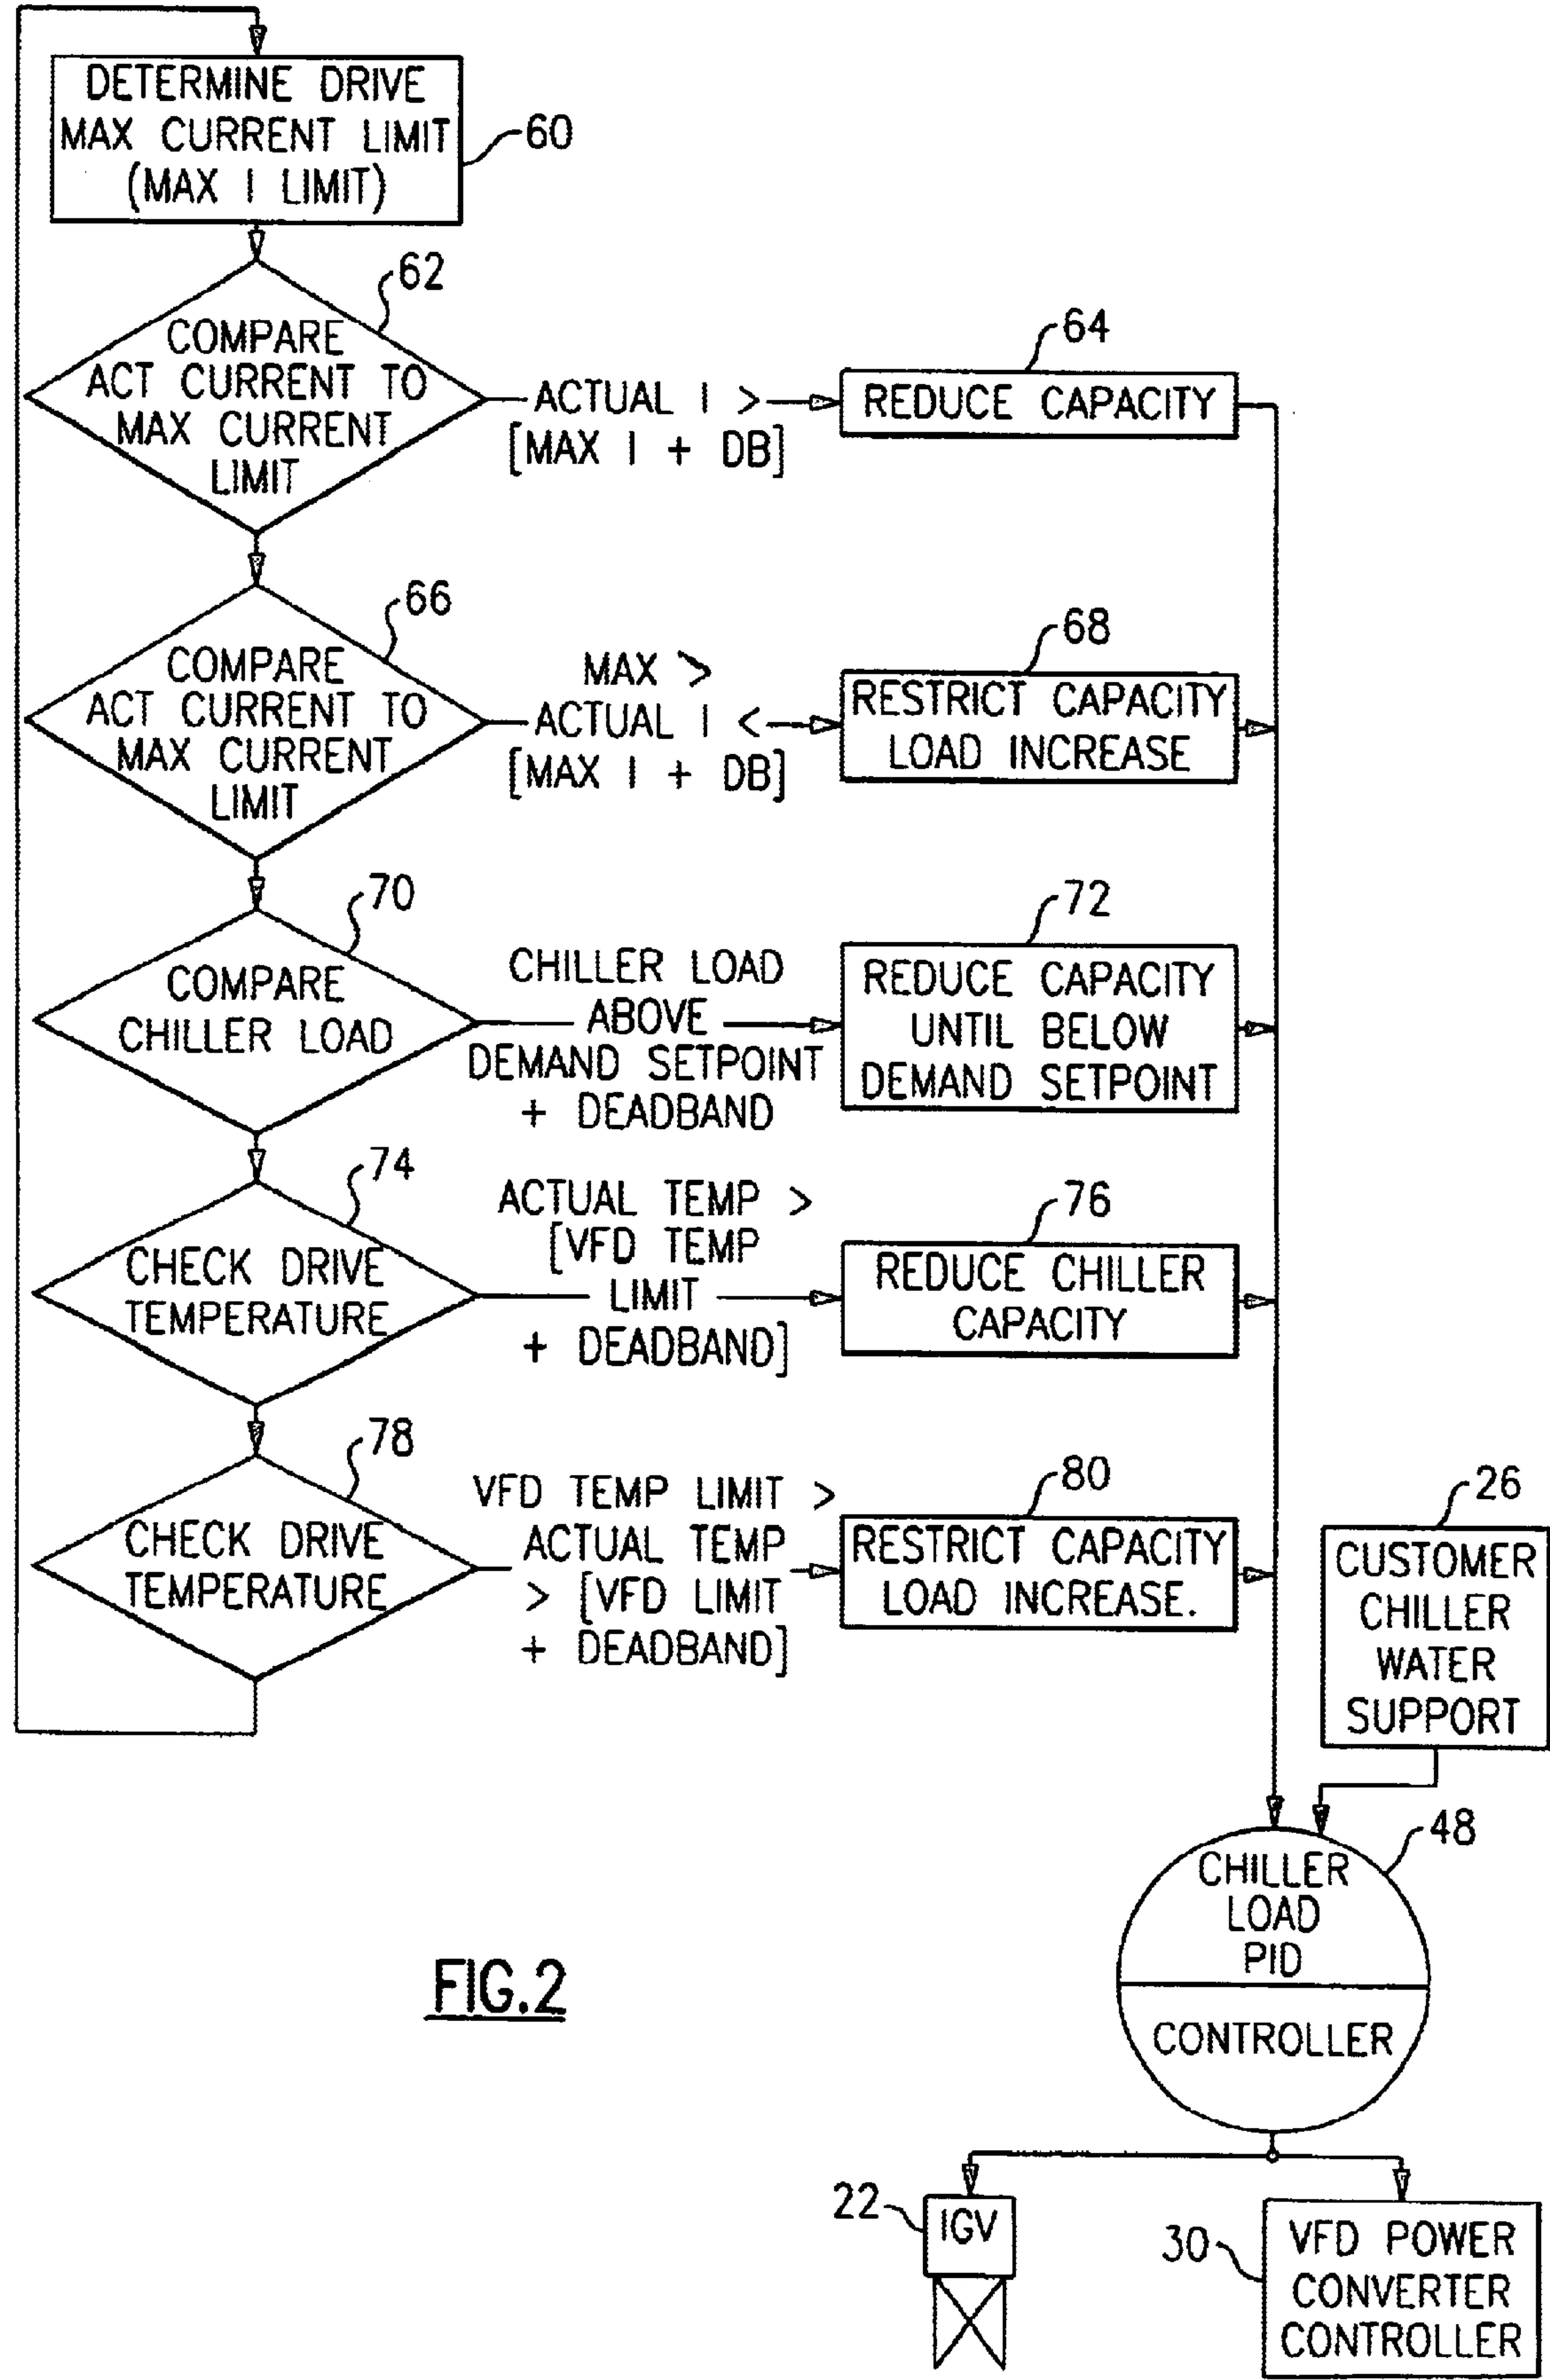 DETERMINE DRIVE
MAX CURRENT LIMIT
(MAX I LIMIT)
60
62
COMPARE
ACT CURRENT TO
MAX CURRENT
LIMIT
ACTUAL I >
[MAX I + DB]
64
REDUCE CAPACITY
66
COMPARE
ACT CURRENT TO
MAX CURRENT
LIMIT
MAX >
ACTUAL I <
[MAX I + DB]
68
RESTRICT CAPACITY
LOAD INCREASE
70
COMPARE
CHILLER LOAD
CHILLER LOAD
ABOVE
DEMAND SETPOINT
+ DEADBAND
72
REDUCE CAPACITY
UNTIL BELOW
DEMAND SETPOINT
74
CHECK DRIVE
TEMPERATURE
ACTUAL TEMP >
[VFD TEMP
LIMIT
+ DEADBAND]
76
REDUCE CHILLER
CAPACITY
78
CHECK DRIVE
TEMPERATURE
VFD TEMP LIMIT >
ACTUAL TEMP
> [VFD LIMIT
+ DEADBAND]
80
RESTRICT CAPACITY
LOAD INCREASE.
26
CUSTOMER
CHILLER
WATER
SUPPORT
48
CHILLER
LOAD
PID
CONTROLLER
FIG.2
22
IGV
30
VFD POWER
CONVERTER
CONTROLLER